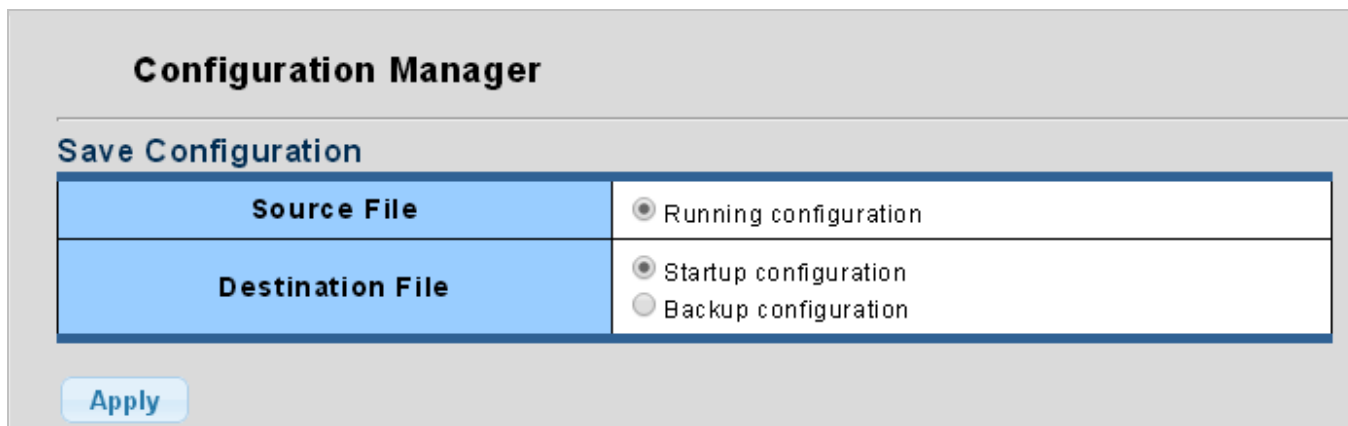 Configuration Manager
Save Configuration
Source File
Running configuration
Destination File
Startup configuration
Backup configuration
Apply